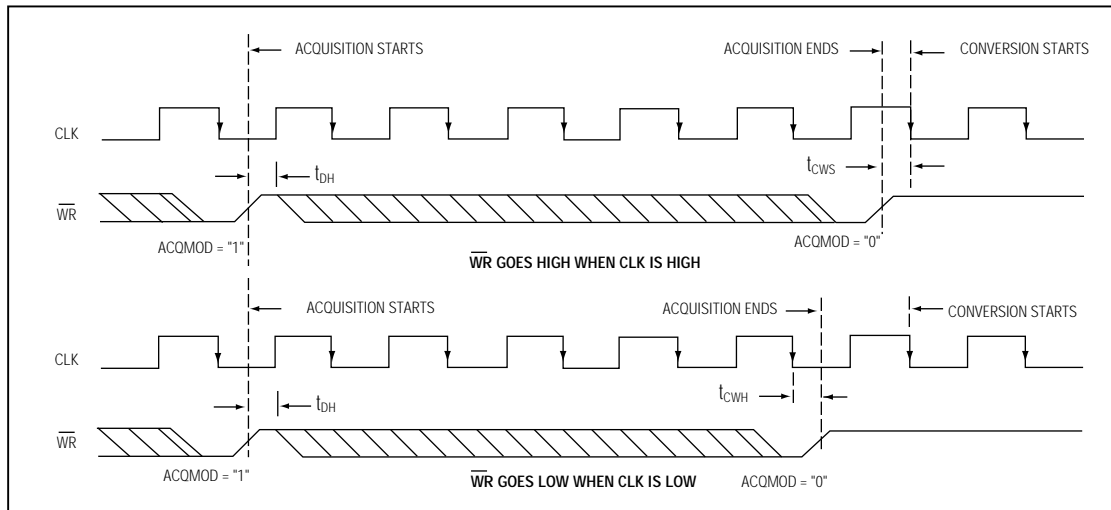 ACQUISITION STARTS
ACQUISITION ENDS
CONVERSION STARTS
CLK
tCWS
tDH
WR
ACQMOD = "1"
ACQMOD = "0"
WR GOES HIGH WHEN CLK IS HIGH
ACQUISITION STARTS
ACQUISITION ENDS
CONVERSION STARTS
CLK
tCWH
tDH
WR
ACQMOD = "1"
ACQMOD = "0"
WR GOES LOW WHEN CLK IS LOW